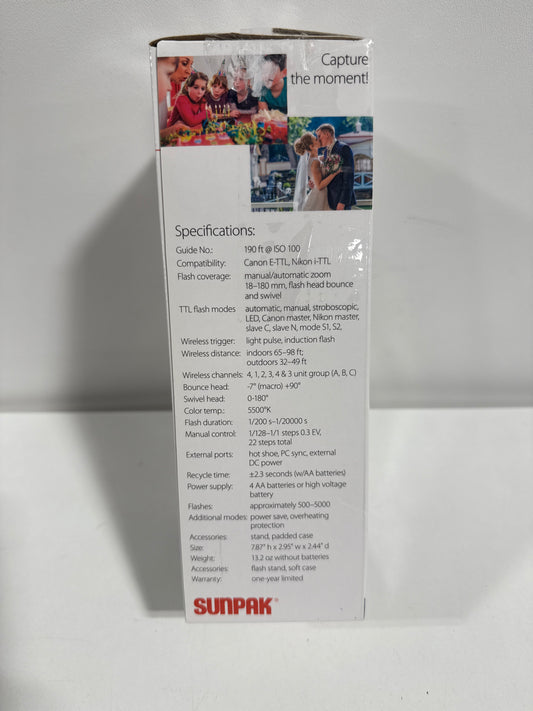 Capture
the moment!
Specifications:
Guide No.: 190 ft @ ISO 100
Compatibility: Canon E-TTL, Nikon i-TTL
Flash coverage: manual/automatic zoom
18–180 mm, flash head bounce
and swivel
TTL flash modes automatic, manual, stroboscopic,
LED, Canon master, Nikon master,
slave C, slave N, mode S1, S2,
Wireless trigger: light pulse, induction flash
Wireless distance: indoors 65–98 ft;
outdoors 32–49 ft
Wireless channels: 4, 1, 2, 3, 4 & 3 unit group (A, B, C)
Bounce head: -7° (macro) +90°
Swivel head: 0-180°
Color temp.: 5500°K
Flash duration: 1/200 s–1/20000 s
Manual control: 1/128–1/1 steps 0.3 EV,
22 steps total
External ports: hot shoe, PC sync, external
DC power
Recycle time: ±2.3 seconds (w/AA batteries)
Power supply: 4 AA batteries or high voltage
battery
Flashes: approximately 500–5000
Additional modes: power save, overheating
protection
Accessories: stand, padded case
Size: 7.87" h x 2.95" w x 2.44" d
Weight: 13.2 oz without batteries
Accessories: flash stand, soft case
Warranty: one-year limited
SUNPAK®